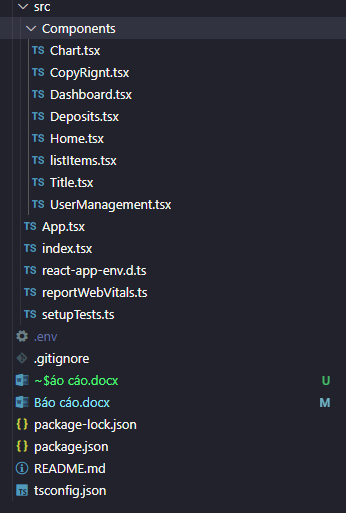 src
Components
TS Chart.tsx
TS CopyRignt.tsx
TS Dashboard.tsx
TS Deposits.tsx
TS Home.tsx
TS listItems.tsx
TS Title.tsx
TS UserManagement.tsx
TS App.tsx
TS index.tsx
TS react-app-env.d.ts
TS reportWebVitals.ts
TS setupTests.ts
.env
.gitignore
~$áo cáo.docx U
Báo cáo.docx M
{} package-lock.json
{} package.json
README.md
TS tsconfig.json